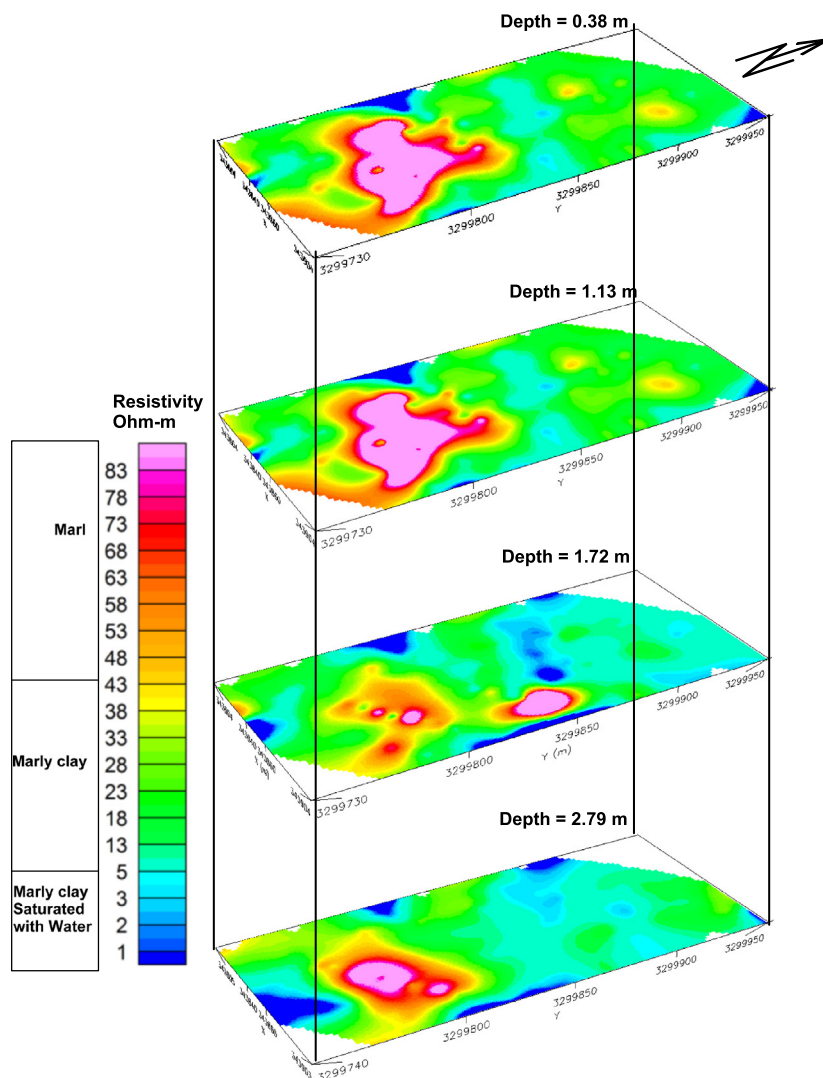 Depth = 0.38 m
3299950
3299900
3299850
Y
3299800
X
3299730
Depth = 1.13 m
3299950
3299900
3299850
Y
3299800
X
3299730
Resistivity
Ohm-m
83
78
Marl
73
68
63
58
53
48
43
38
33
Marly clay
28
23
18
13
5
Marly clay
Saturated
with Water
3
2
1
Depth = 1.72 m
3299950
3299900
3299850
Y (m)
3299800
3299730
Depth = 2.79 m
3299950
3299900
3299850
Y
3299800
X
3299740